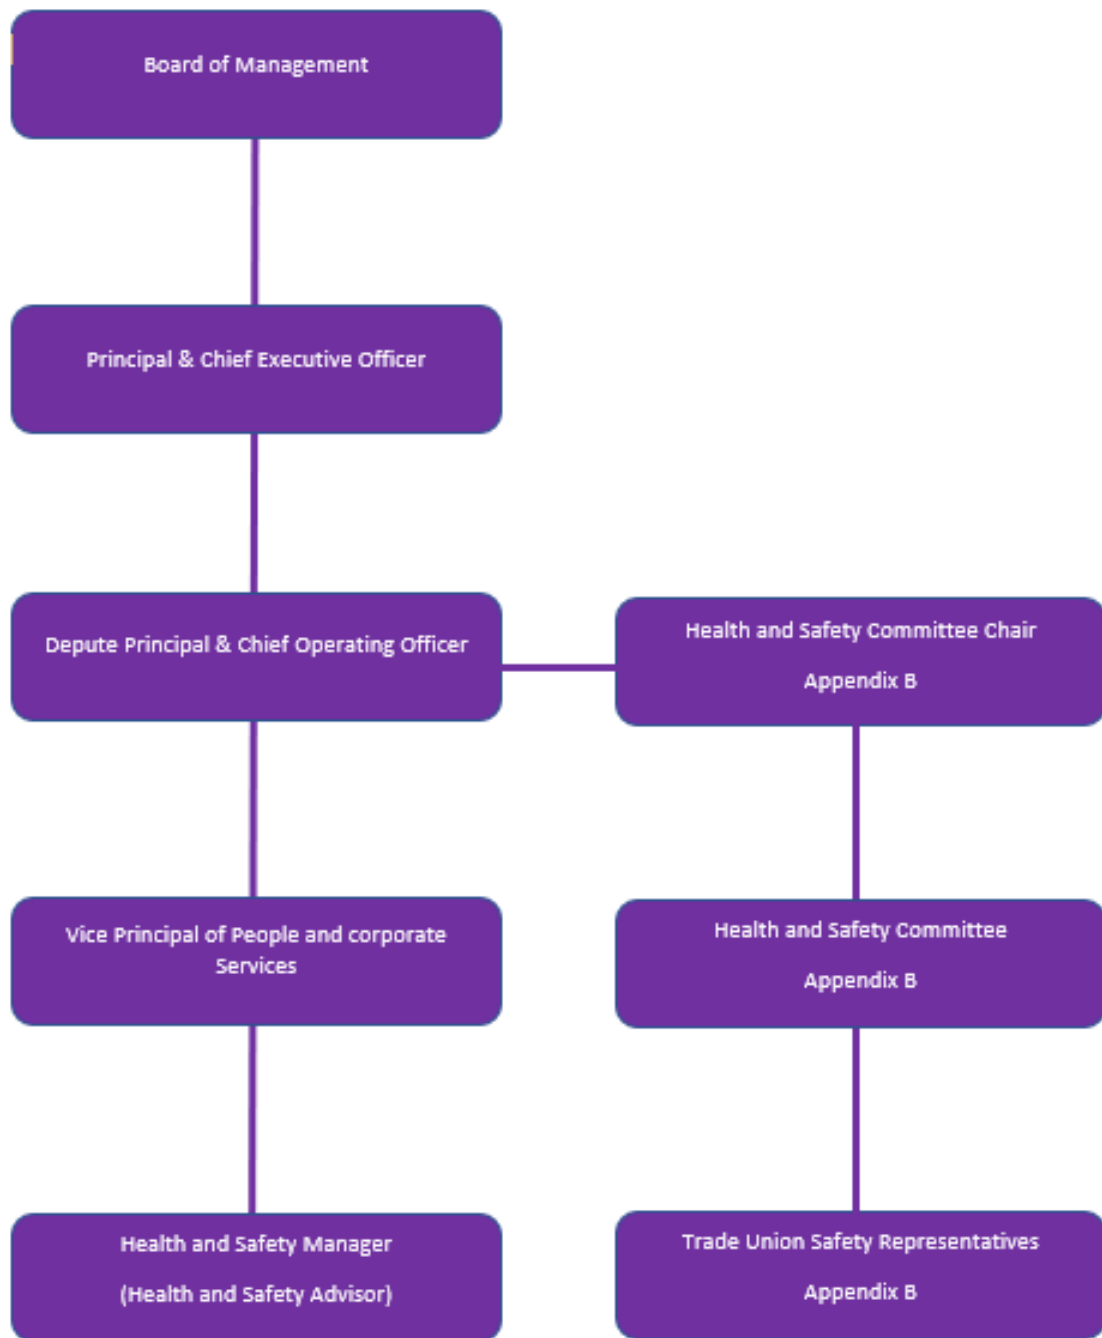 Board of Management
Principal & Chief Executive Officer
Depute Principal & Chief Operating Officer
Health and Safety Committee Chair
Appendix B
Vice Principal of People and corporate
Services
Health and Safety Committee
Appendix B
Health and Safety Manager
(Health and Safety Advisor)
Trade Union Safety Representatives
Appendix B